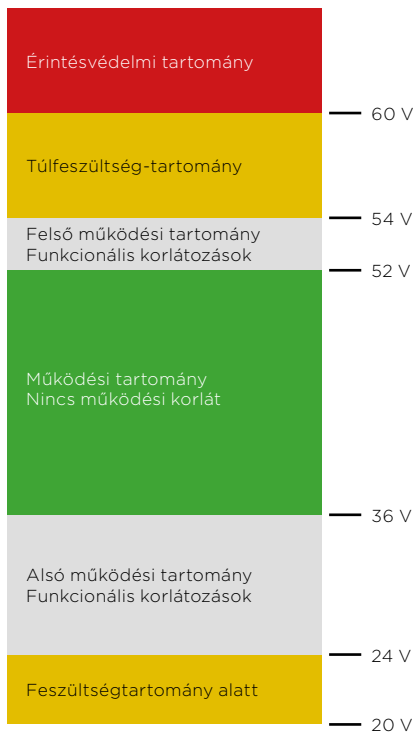 Érintésvédelmi tartomány
60 V
Túlfeszültség-tartomány
54 V
Felső működési tartomány
Funkcionális korlátozások
52 V
Működési tartomány
Nincs működési korlát
36 V
Alsó működési tartomány
Funkcionális korlátozások
24 V
Feszültségtartomány alatt
20 V